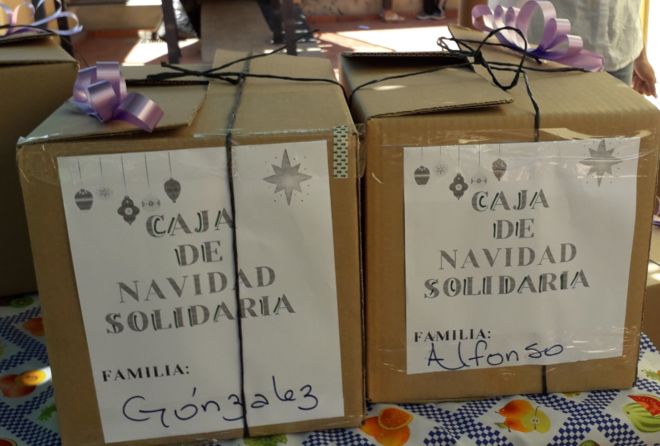 CAJA
DE
NAVIDAD
SOLIDARIA
FAMILIA:
Gónzalez
CAJA
DE
NAVIDAD
SOLIDARIA
FAMILIA:
Alfonso